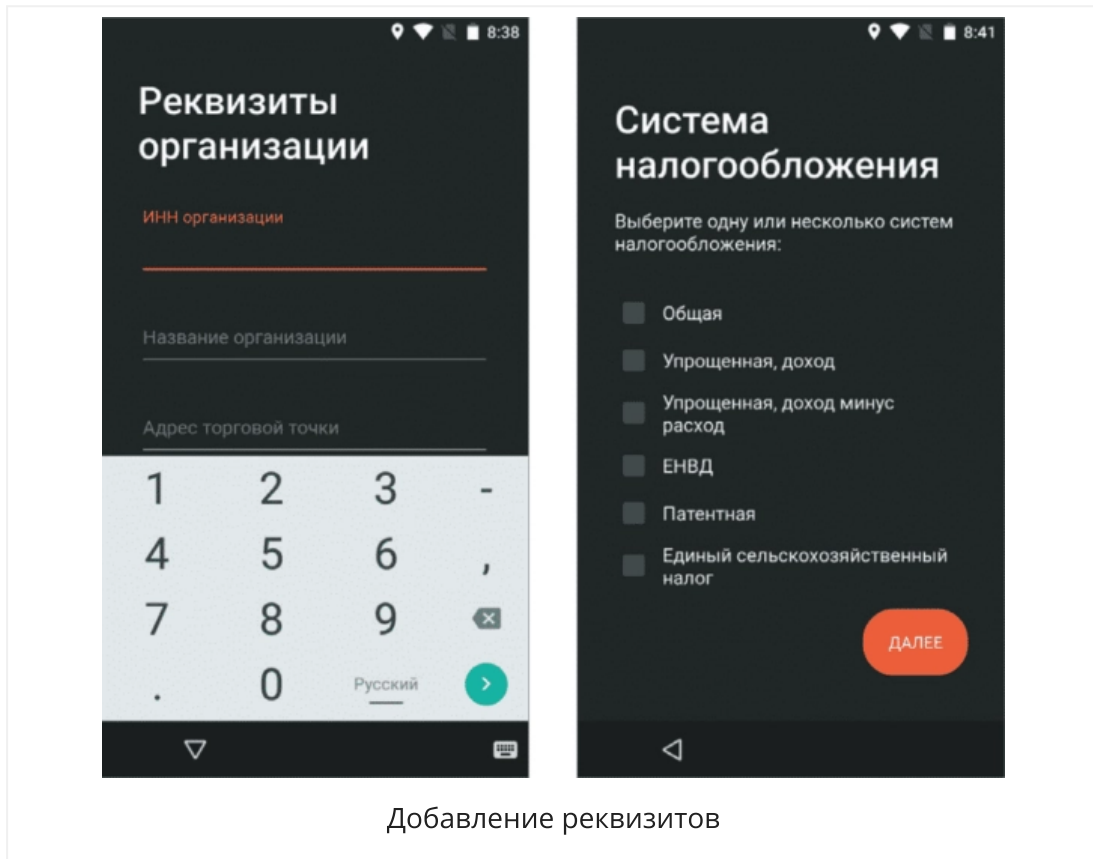 8:38
Реквизиты
организации
ИНН организации
Название организации
Адрес торговой точки
1 2 3 -
4 5 6 ,
7 8 9
. 0 Русский
8:41
Система
налогообложения
Выберите одну или несколько систем
налогообложения:
Общая
Упрощенная, доход
Упрощенная, доход минус
расход
ЕНВД
Патентная
Единый сельскохозяйственный
налог
ДАЛЕЕ
Добавление реквизитов